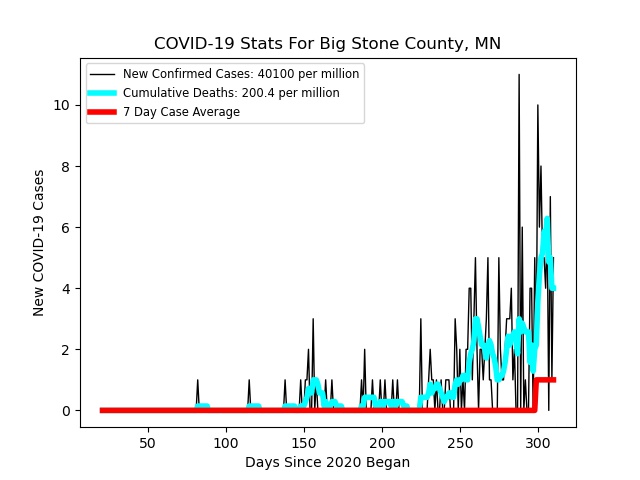 COVID-19 Stats For Big Stone County, MN
New Confirmed Cases: 40100 per million
Cumulative Deaths: 200.4 per million
7 Day Case Average
New COVID-19 Cases
10
8
6
4
2
0
50 100 150 200 250 300
Days Since 2020 Began